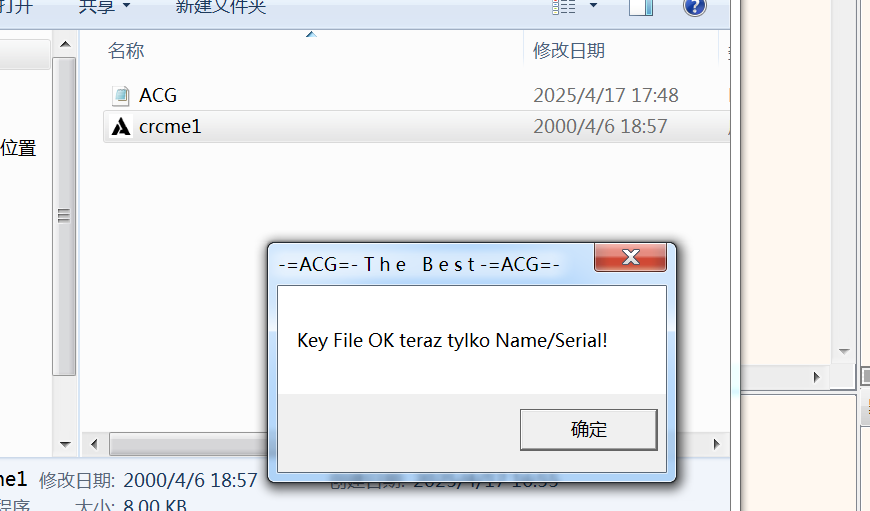 打开 共享 新建文件夹
名称 修改日期
ACG 2025/4/17 17:48
crcme1 2000/4/6 18:57
位置
-=ACG=- T h e B e s t -=ACG=-
Key File OK teraz tylko Name/Serial!
确定
me1 修改日期: 2000/4/6 18:57 创建日期: 2025/4/17 16:55
程序 大小: 8.00 KB